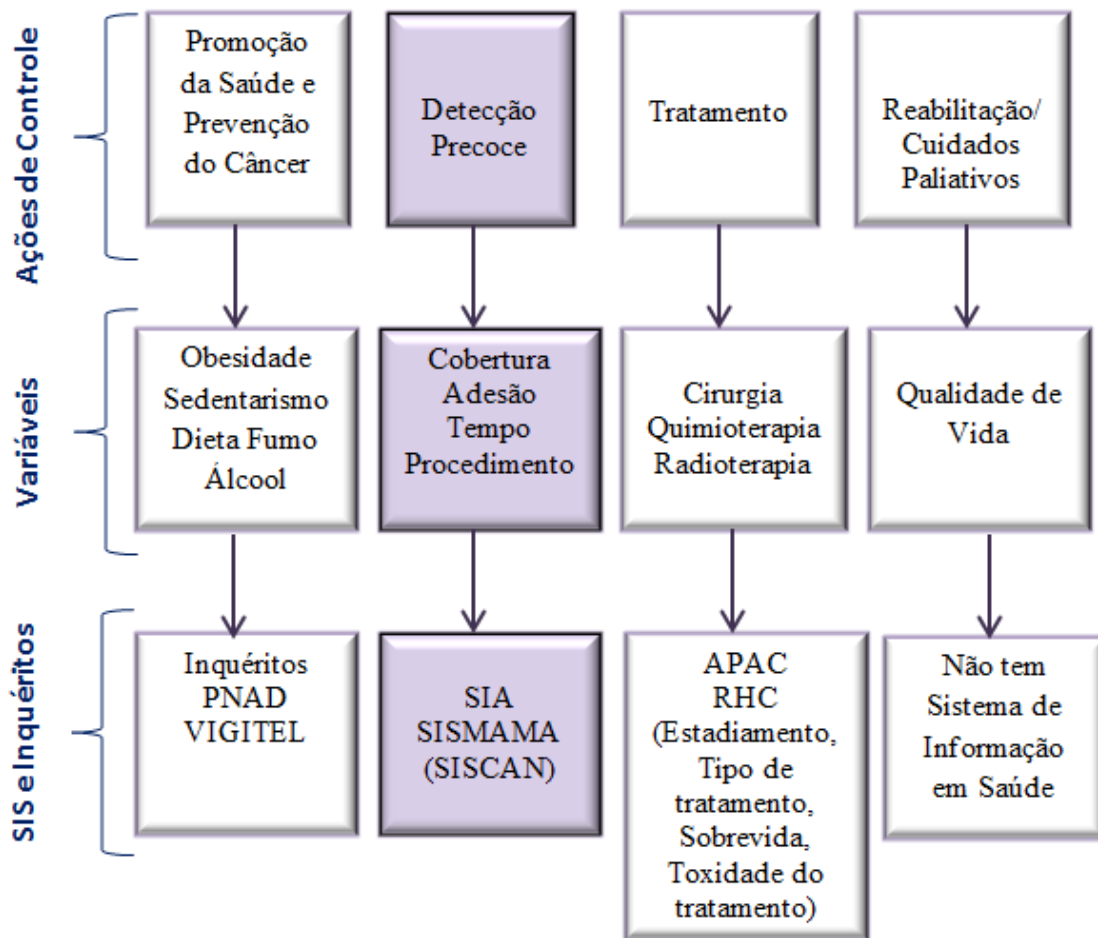 Ações de Controle
Promoção
da Saúde e
Prevenção
do Câncer
Detecção
Precoce
Tratamento
Reabilitação/
Cuidados
Paliativos
Variáveis
Obesidade
Sedentarismo
Dieta Fumo
Álcool
Cobertura
Adesão
Tempo
Procedimento
Cirurgia
Quimioterapia
Radioterapia
Qualidade de
Vida
SIS e Inquéritos
Inquéritos
PNAD
VIGITEL
SIA
SISMAMA
(SISCAN)
APAC
RHC
(Estadiamento,
Tipo de
tratamento,
Sobrevida,
Toxidade do
tratamento)
Não tem
Sistema de
Informação
em Saúde